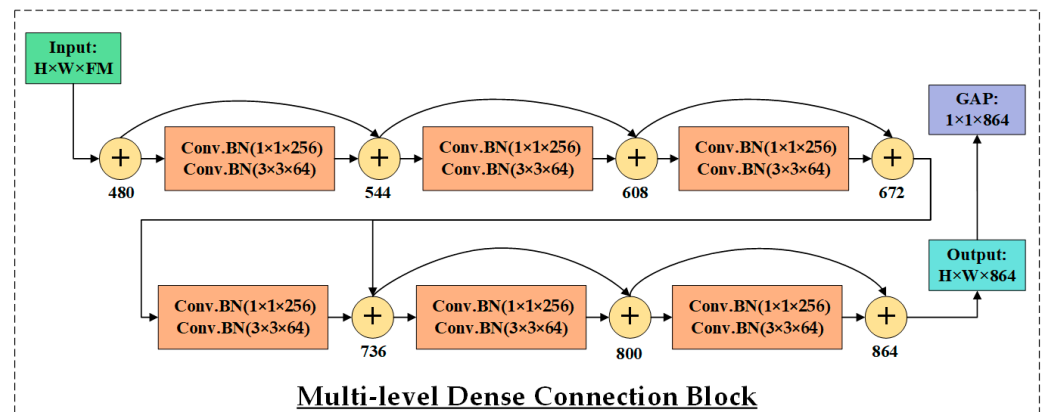 Input:
H×W×FM
GAP:
1×1×864
+
Conv.BN(1×1×256)
Conv.BN(3×3×64)
+
Conv.BN(1×1×256)
Conv.BN(3×3×64)
+
Conv.BN(1×1×256)
Conv.BN(3×3×64)
+
480
544
608
672
Output:
H×W×864
Conv.BN(1×1×256)
Conv.BN(3×3×64)
+
Conv.BN(1×1×256)
Conv.BN(3×3×64)
+
Conv.BN(1×1×256)
Conv.BN(3×3×64)
+
736
800
864
Multi-level Dense Connection Block